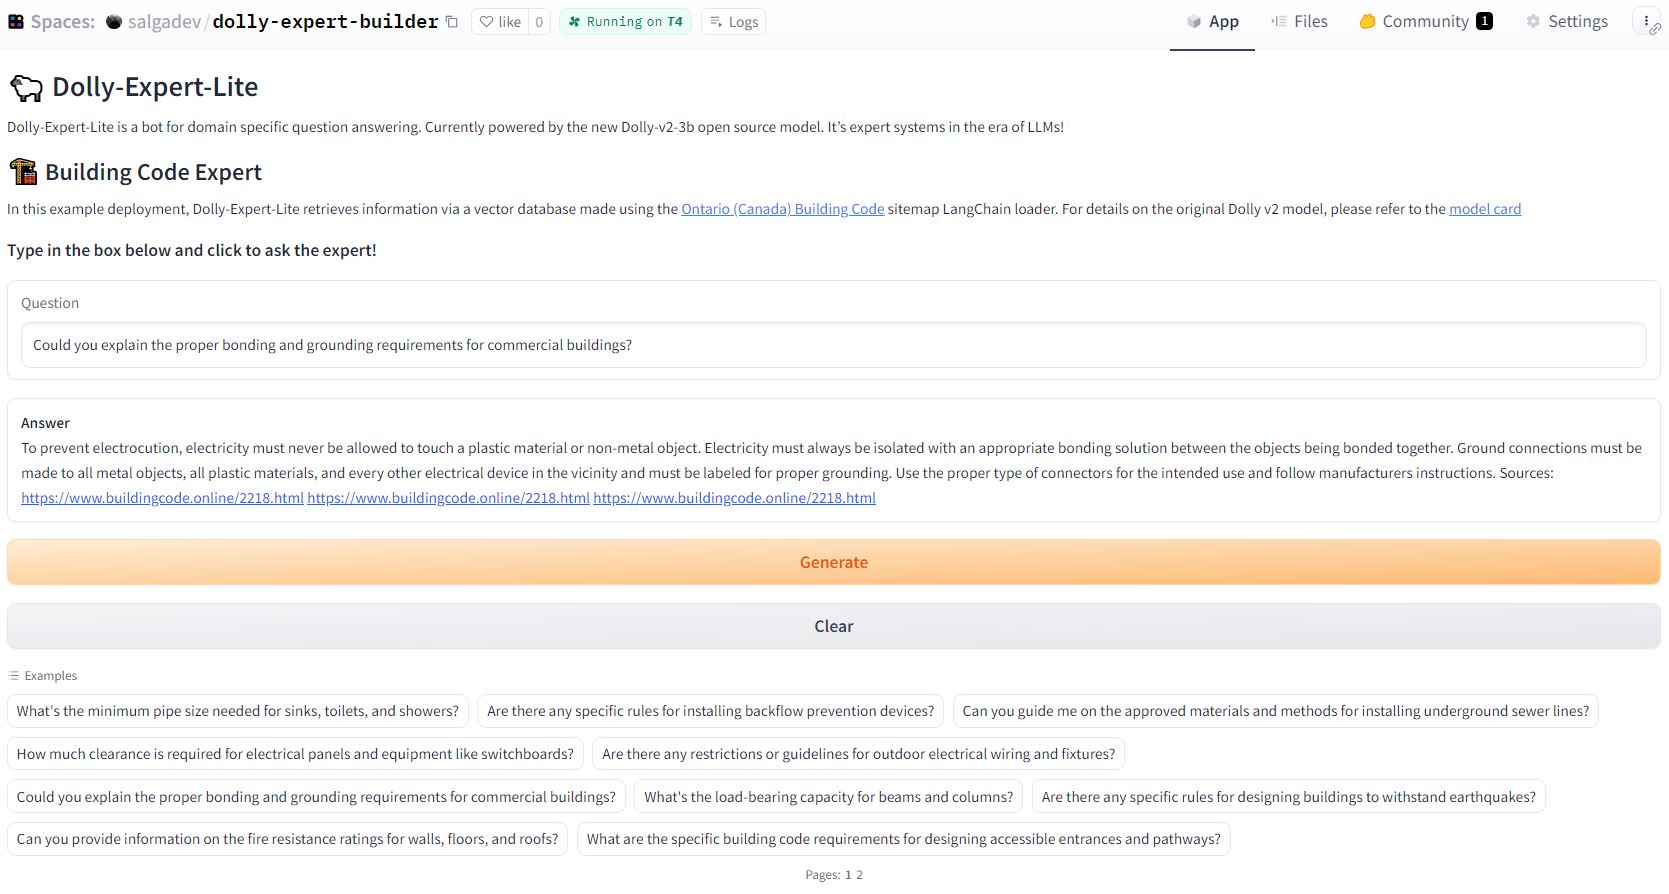 Spaces: salgadev/dolly-expert-builder like 0 Running on T4 Logs App Files Community 1 Settings
Dolly-Expert-Lite
Dolly-Expert-Lite is a bot for domain specific question answering. Currently powered by the new Dolly-v2-3b open source model. It's expert systems in the era of LLMs!
Building Code Expert
In this example deployment, Dolly-Expert-Lite retrieves information via a vector database made using the Ontario (Canada) Building Code sitemap LangChain loader. For details on the original Dolly v2 model, please refer to the model card
Type in the box below and click to ask the expert!
Question
Could you explain the proper bonding and grounding requirements for commercial buildings?
Answer
To prevent electrocution, electricity must never be allowed to touch a plastic material or non-metal object. Electricity must always be isolated with an appropriate bonding solution between the objects being bonded together. Ground connections must be
made to all metal objects, all plastic materials, and every other electrical device in the vicinity and must be labeled for proper grounding. Use the proper type of connectors for the intended use and follow manufacturers instructions. Sources:
https://www.buildingcode.online/2218.html https://www.buildingcode.online/2218.html https://www.buildingcode.online/2218.html
Generate
Clear
Examples
What's the minimum pipe size needed for sinks, toilets, and showers? Are there any specific rules for installing backflow prevention devices? Can you guide me on the approved materials and methods for installing underground sewer lines?
How much clearance is required for electrical panels and equipment like switchboards? Are there any restrictions or guidelines for outdoor electrical wiring and fixtures?
Could you explain the proper bonding and grounding requirements for commercial buildings? What's the load-bearing capacity for beams and columns? Are there any specific rules for designing buildings to withstand earthquakes?
Can you provide information on the fire resistance ratings for walls, floors, and roofs? What are the specific building code requirements for designing accessible entrances and pathways?
Pages: 1 2